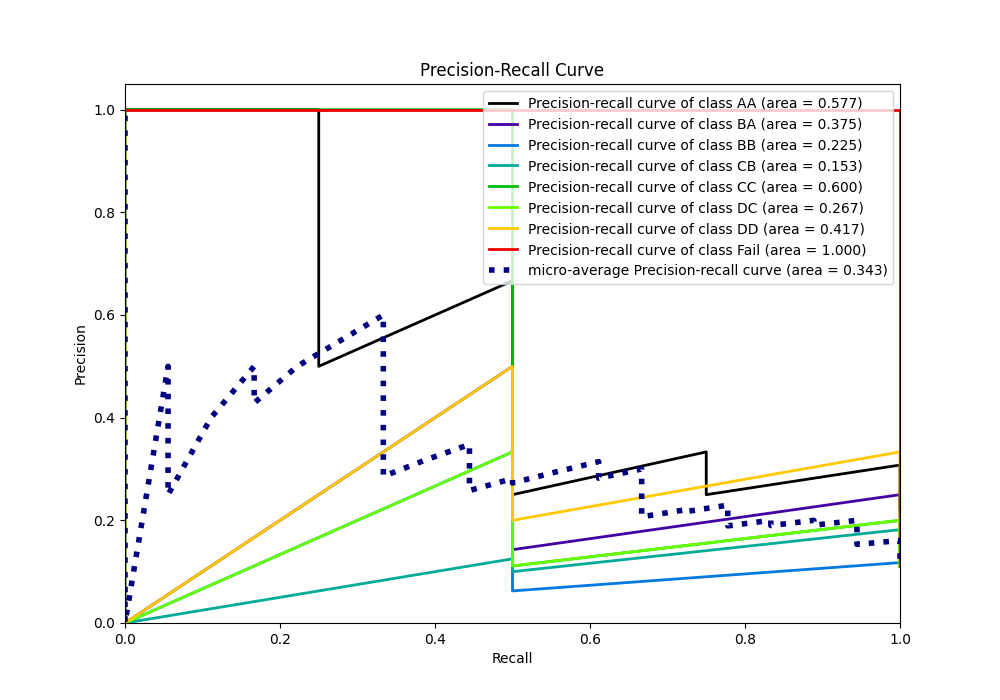 Precision-Recall Curve
Precision-recall curve of class AA (area = 0.577)
Precision-recall curve of class BA (area = 0.375)
Precision-recall curve of class BB (area = 0.225)
Precision-recall curve of class CB (area = 0.153)
Precision-recall curve of class CC (area = 0.600)
Precision-recall curve of class DC (area = 0.267)
Precision-recall curve of class DD (area = 0.417)
Precision-recall curve of class Fail (area = 1.000)
micro-average Precision-recall curve (area = 0.343)
Precision
1.0
0.8
0.6
0.4
0.2
0.0
0.0 0.2 0.4 0.6 0.8 1.0
Recall